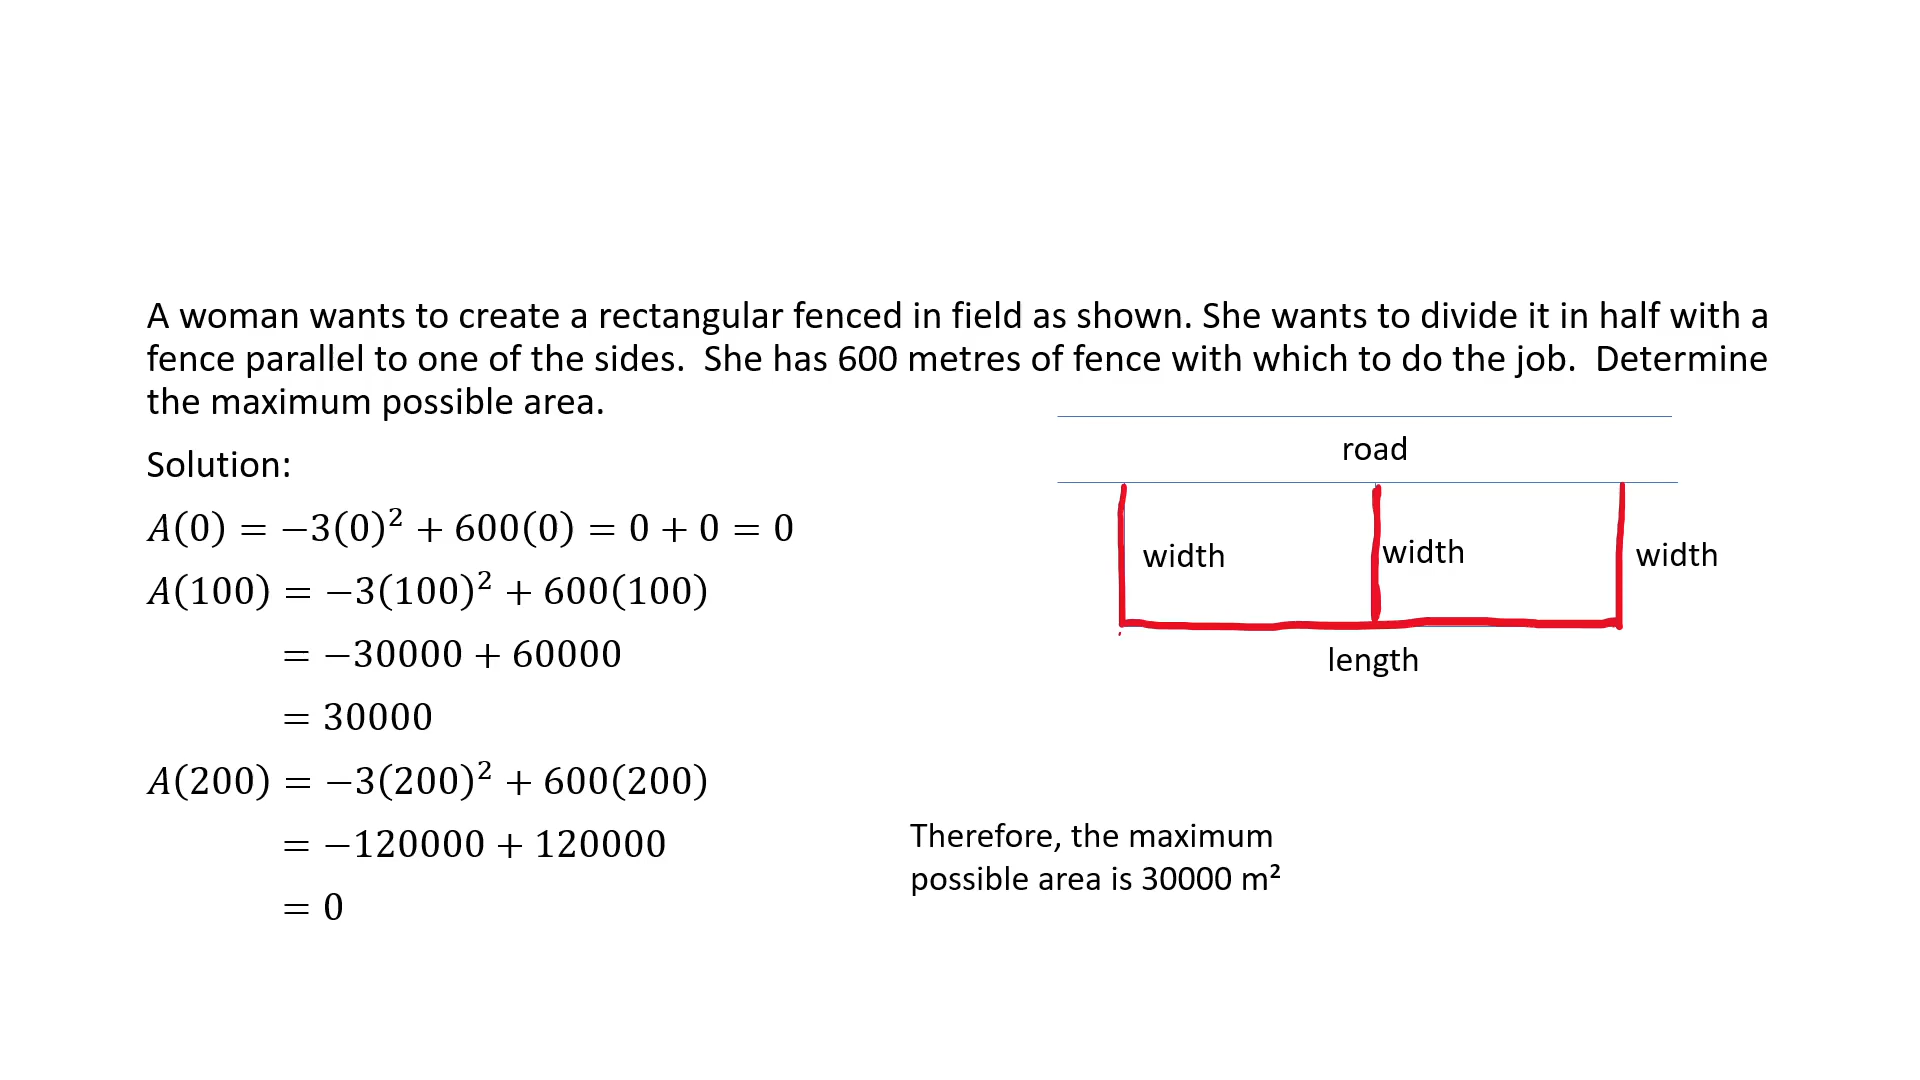 A woman wants to create a rectangular fenced in field as shown. She wants to divide it in half with a
fence parallel to one of the sides.  She has 600 metres of fence with which to do the job.  Determine
the maximum possible area.
Solution:
A(0) = −3(0)² + 600(0) = 0 + 0 = 0
A(100) = −3(100)² + 600(100)
= −30000 + 60000
= 30000
A(200) = −3(200)² + 600(200)
= −120000 + 120000
= 0
road
width
width
width
length
Therefore, the maximum
possible area is 30000 m²